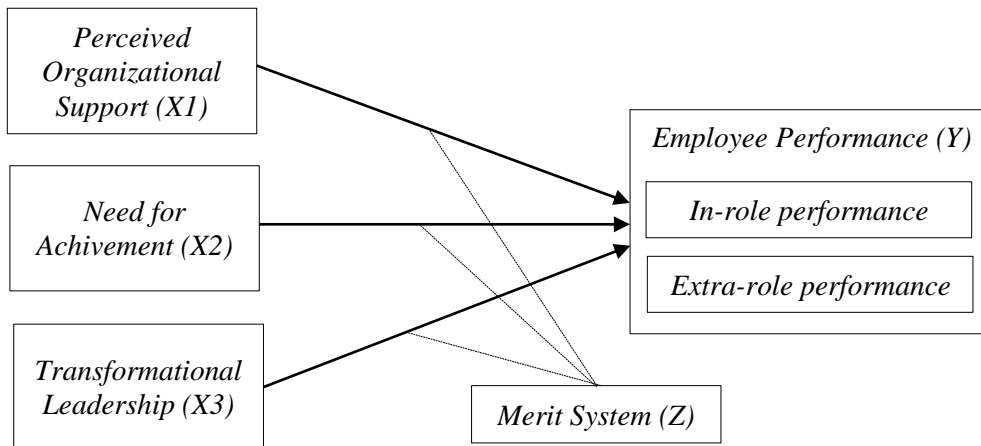 Perceived
Organizational
Support (X1)
Need for
Achivement (X2)
Transformational
Leadership (X3)
Employee Performance (Y)
In-role performance
Extra-role performance
Merit System (Z)